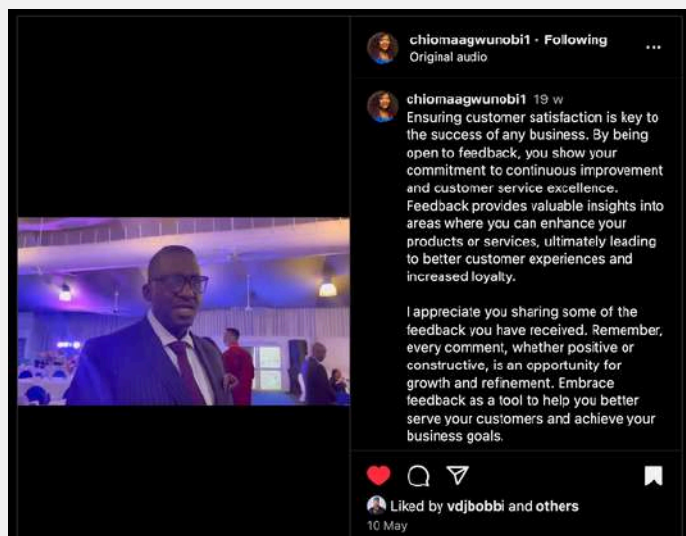 chiomaagwunobi1 • Following
Original audio
chiomaagwunobi1 19 w
Ensuring customer satisfaction is key to
the success of any business. By being
open to feedback, you show your
commitment to continuous improvement
and customer service excellence.
Feedback provides valuable insights into
areas where you can enhance your
products or services, ultimately leading
to better customer experiences and
increased loyalty.
I appreciate you sharing some of the
feedback you have received. Remember,
every comment, whether positive or
constructive, is an opportunity for
growth and refinement. Embrace
feedback as a tool to help you better
serve your customers and achieve your
business goals.
Liked by vdjbobbi and others
10 May